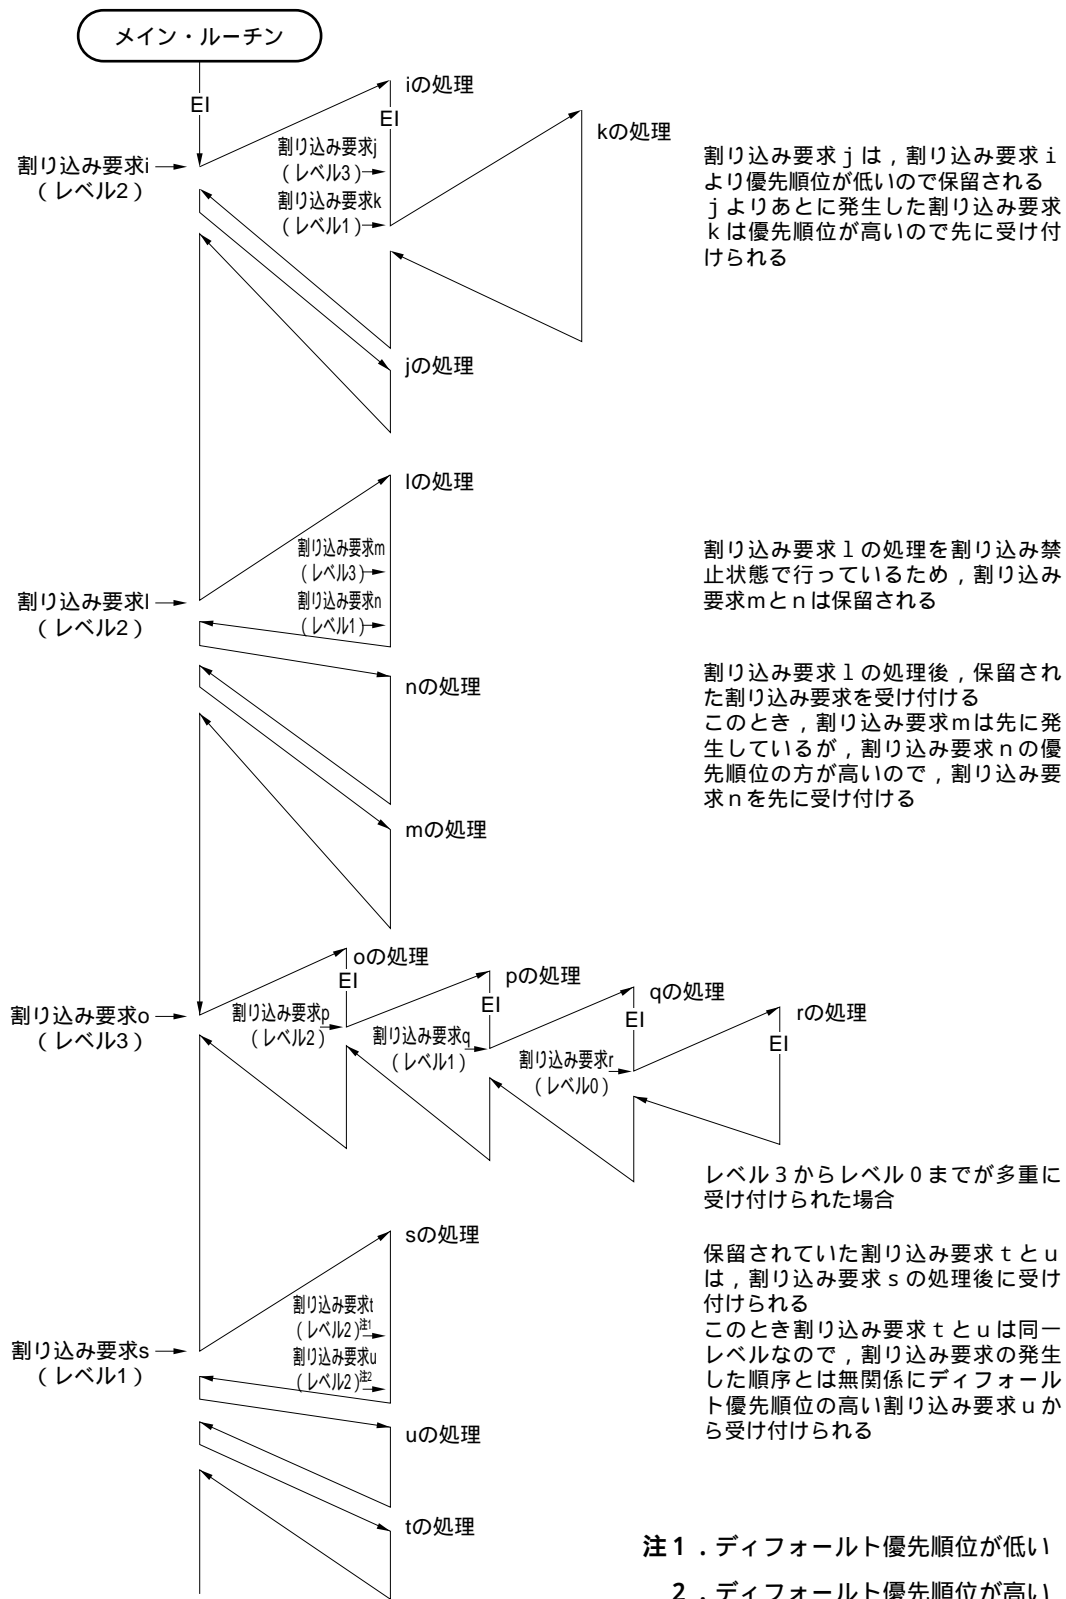 メイン・ルーチン
EI
iの処理
EI
割り込み要求i
(レベル2)
割り込み要求j
(レベル3)
割り込み要求k
(レベル1)
kの処理
割り込み要求jは，割り込み要求i
より優先順位が低いので保留される
jよりあとに発生した割り込み要求
kは優先順位が高いので先に受け付
けられる
jの処理
lの処理
割り込み要求m
(レベル3)
割り込み要求n
(レベル1)
割り込み要求l
(レベル2)
割り込み要求lの処理を割り込み禁
止状態で行っているため，割り込み
要求mとnは保留される
nの処理
割り込み要求lの処理後，保留され
た割り込み要求を受け付ける
このとき，割り込み要求mは先に発
生しているが，割り込み要求nの優
先順位の方が高いので，割り込み要
求nを先に受け付ける
mの処理
oの処理
EI
pの処理
EI
qの処理
EI
rの処理
EI
割り込み要求o
(レベル3)
割り込み要求p
(レベル2)
割り込み要求q
(レベル1)
割り込み要求r
(レベル0)
レベル3からレベル0までが多重に
受け付けられた場合
sの処理
割り込み要求t
(レベル2)注1
割り込み要求u
(レベル2)注2
割り込み要求s
(レベル1)
保留されていた割り込み要求tとu
は，割り込み要求sの処理後に受け
付けられる
このとき割り込み要求tとuは同一
レベルなので，割り込み要求の発生
した順序とは無関係にディフォール
ト優先順位の高い割り込み要求uか
ら受け付けられる
uの処理
tの処理
注1．ディフォールト優先順位が低い
2．ディフォールト優先順位が高い